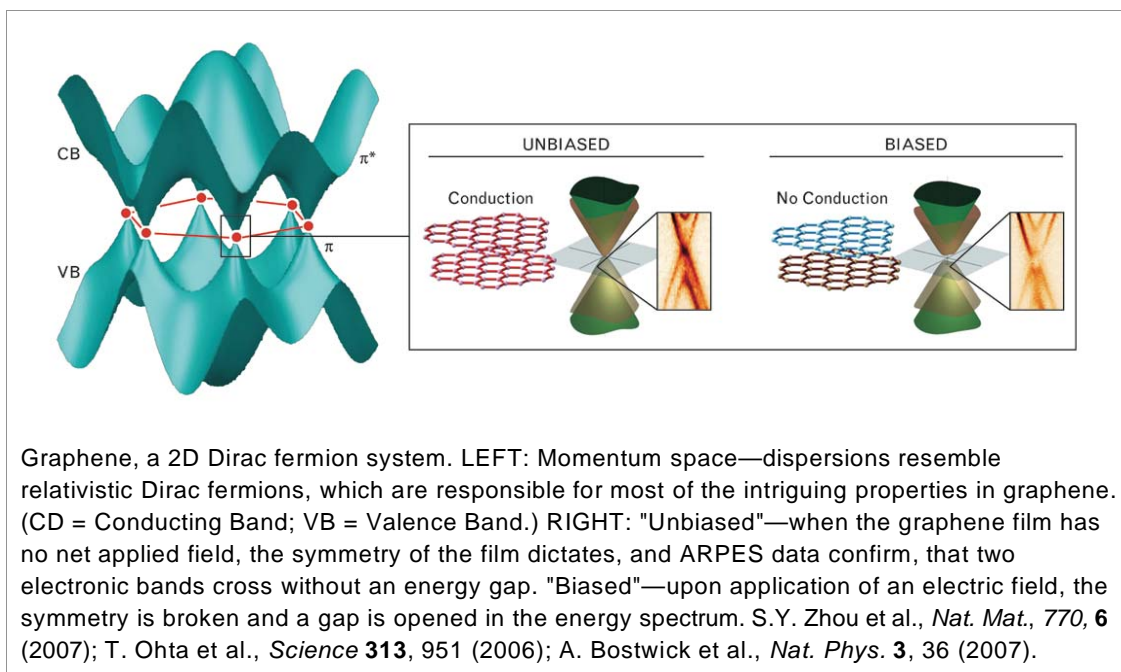 CB
π*
π
VB
UNBIASED
BIASED
Conduction
No Conduction
Graphene, a 2D Dirac fermion system. LEFT: Momentum space—dispersions resemble
relativistic Dirac fermions, which are responsible for most of the intriguing properties in graphene.
(CD = Conducting Band; VB = Valence Band.) RIGHT: "Unbiased"—when the graphene film has
no net applied field, the symmetry of the film dictates, and ARPES data confirm, that two
electronic bands cross without an energy gap. "Biased"—upon application of an electric field, the
symmetry is broken and a gap is opened in the energy spectrum. S.Y. Zhou et al., Nat. Mat., 770, 6
(2007); T. Ohta et al., Science 313, 951 (2006); A. Bostwick et al., Nat. Phys. 3, 36 (2007).